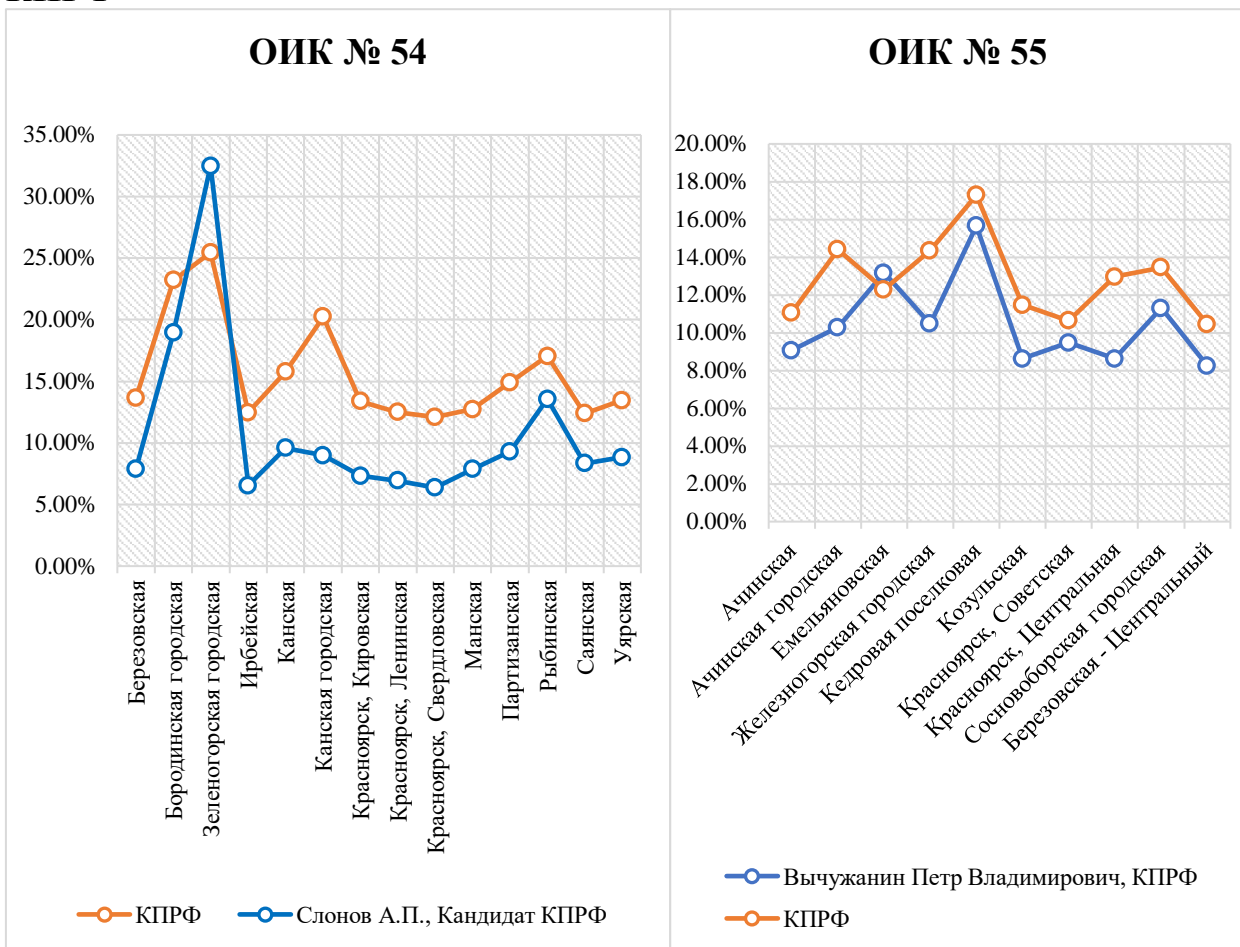 ОИК № 54
35.00%
30.00%
25.00%
20.00%
15.00%
10.00%
5.00%
0.00%
Березовская
Бородинская городская
Зеленогорская городская
Ирбейская
Канская
Канская городская
Красноярск, Кировская
Красноярск, Ленинская
Красноярск, Свердловская
Манская
Партизанская
Рыбинская
Саянская
Уярская
КПРФ
Слонов А.П., Кандидат КПРФ
ОИК № 55
20.00%
18.00%
16.00%
14.00%
12.00%
10.00%
8.00%
6.00%
4.00%
2.00%
0.00%
Ачинская
Ачинская городская
Емельяновская
Железногорская городская
Кедровая поселковая
Козульская
Красноярск, Советская
Красноярск, Центральная
Сосновоборская городская
Березовская - Центральный
Вычужанин Петр Владимирович, КПРФ
КПРФ